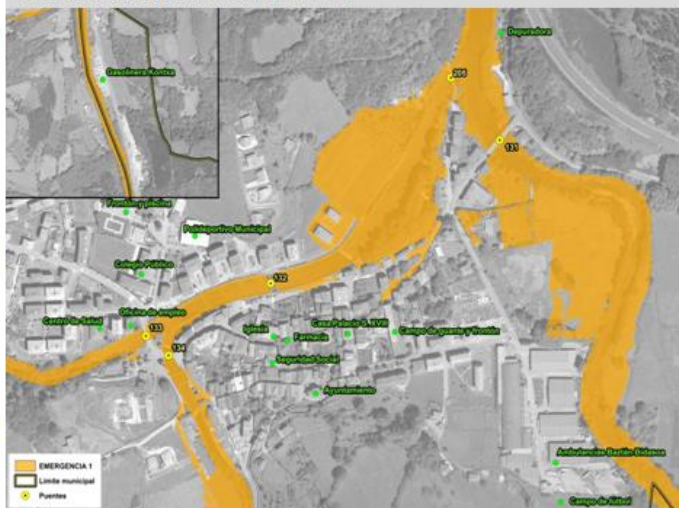 Gasolinera Kontxa
Depuradora
206
131
Frontón y piscina
Polideportivo Municipal
Colegio Público
132
Centro de Salud
Oficina de empleo
133
134
Iglesia
Farmacia
Casa Palacio S. XVIII
Campo de guante y frontón
Seguridad Social
Ayuntamiento
Ambulancias Baztán Bidasoa
Campo de fútbol
EMERGENCIA 1
Límite municipal
Puentes